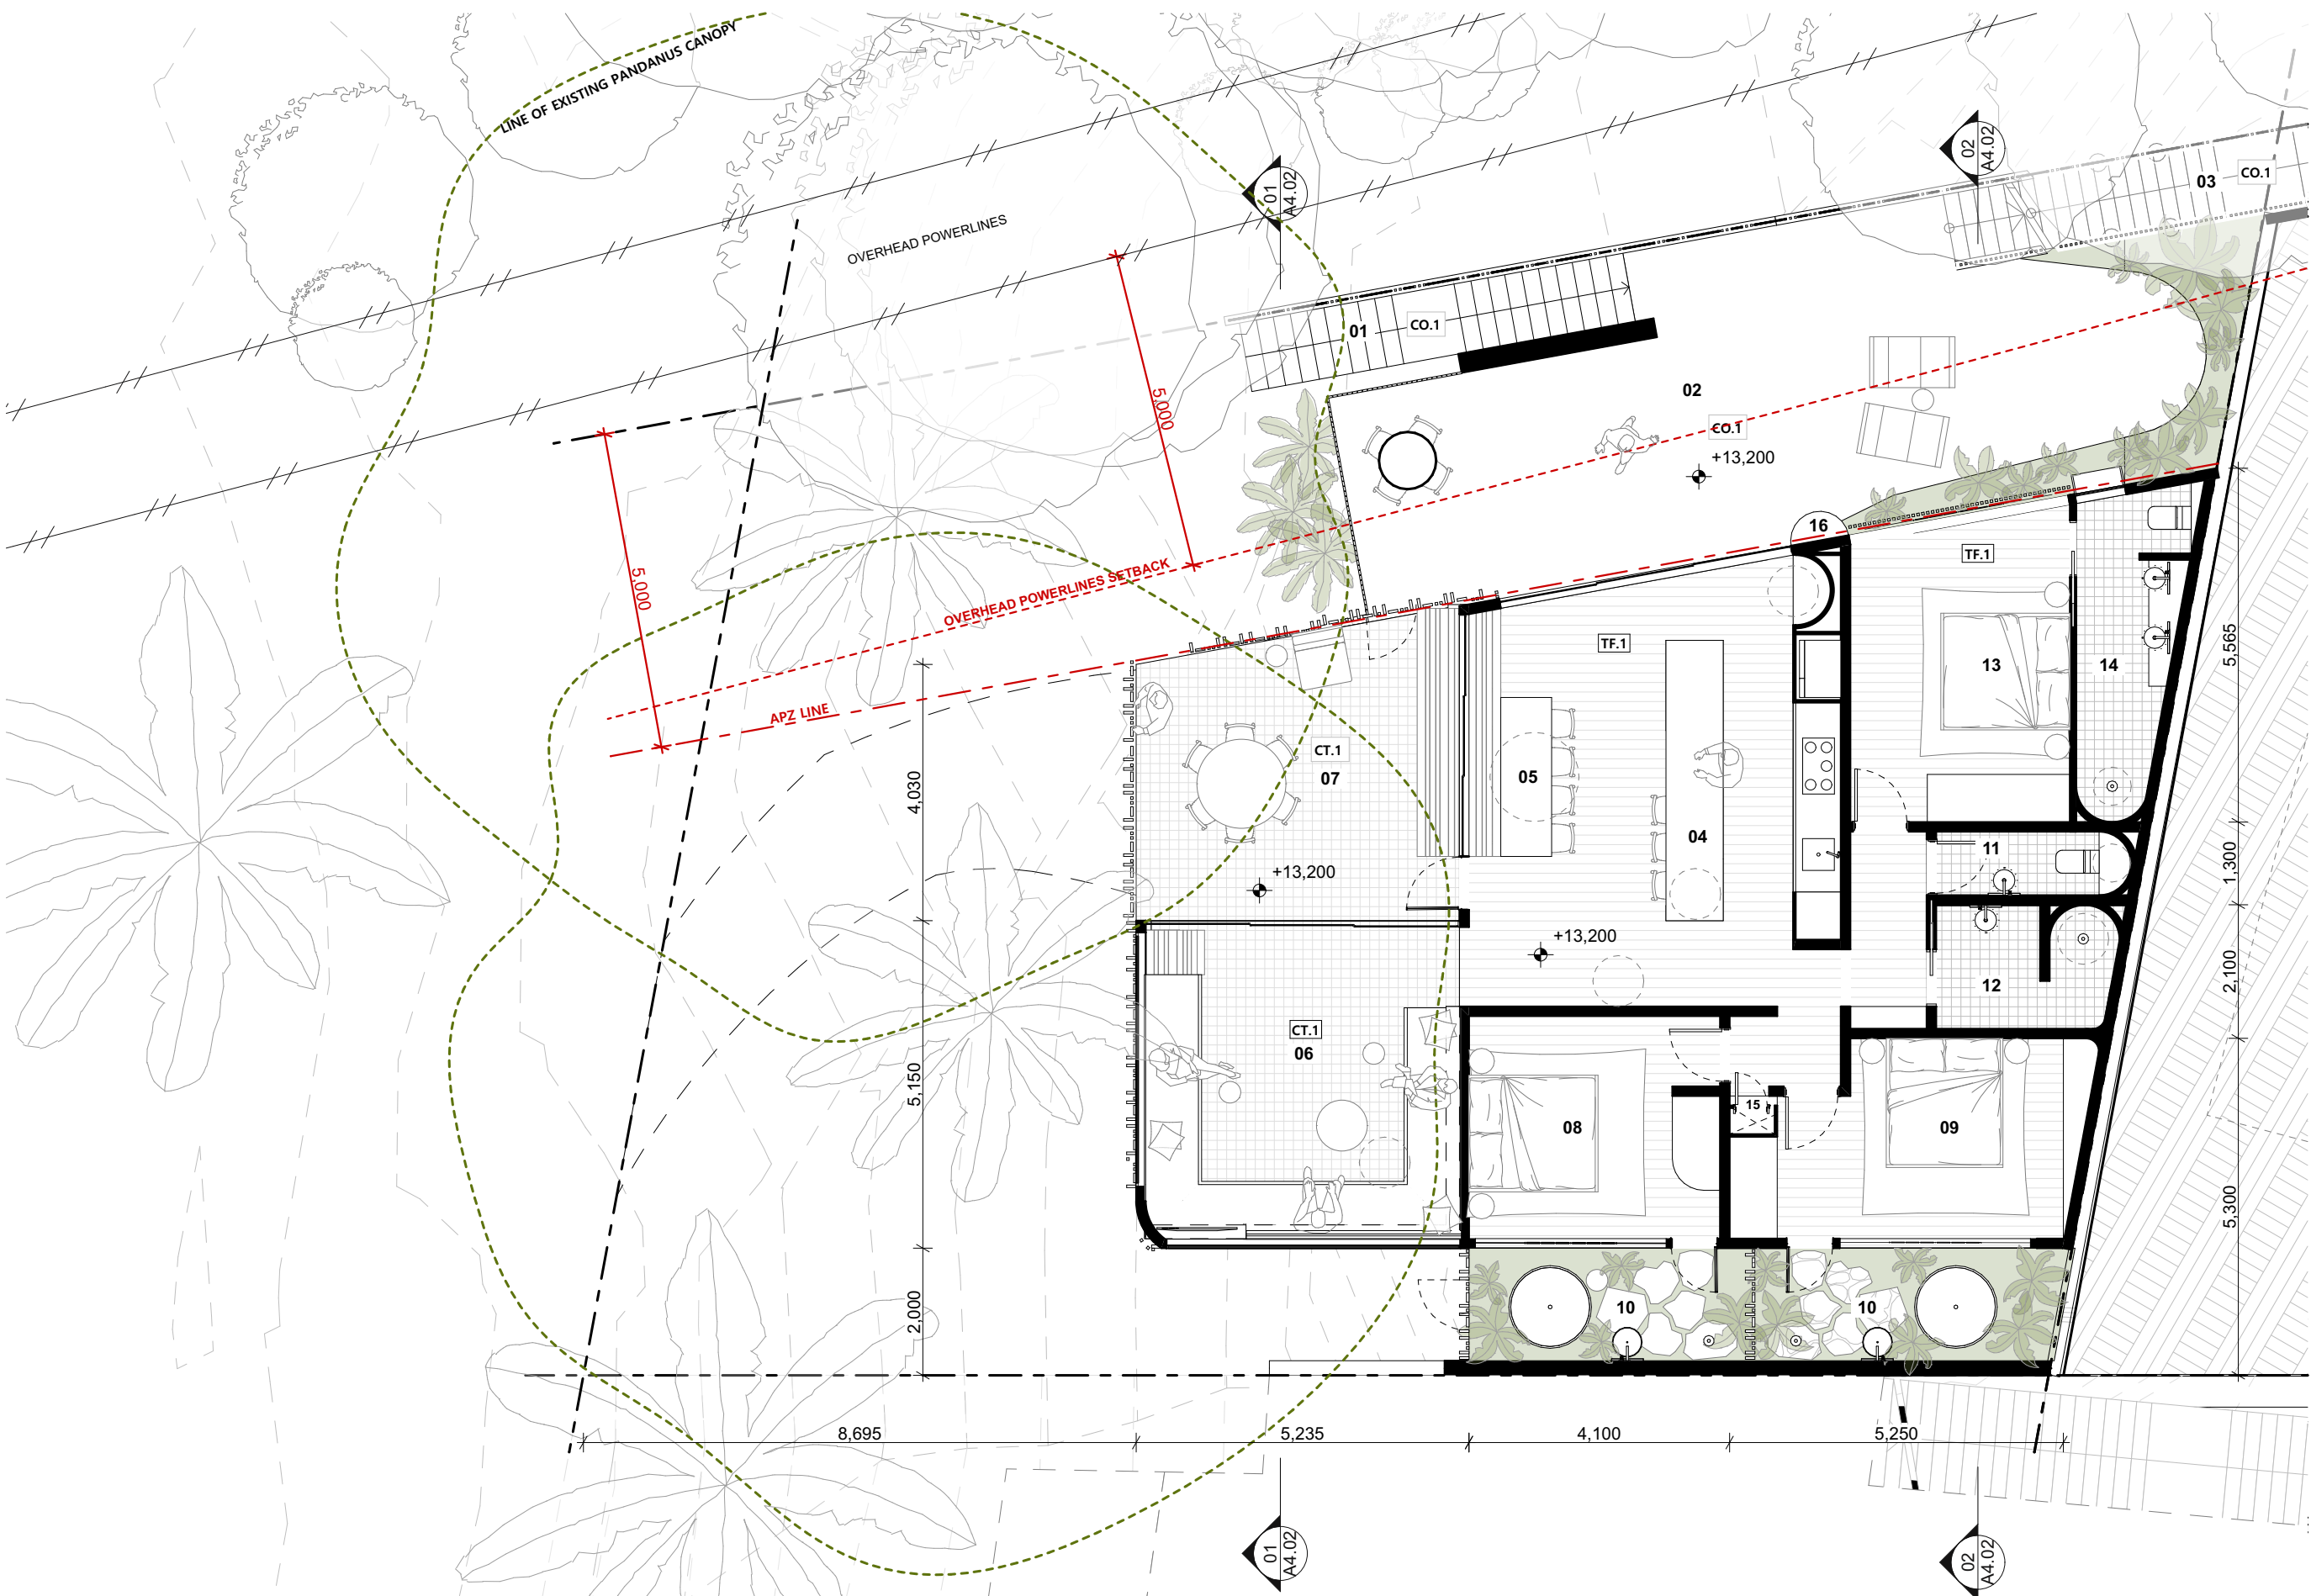 LINE OF EXISTING PANDANUS CANOPY
02
A4.02
03
CO.1
01
A4.02
OVERHEAD POWERLINES
01
CO.1
5,000
02
CO.1
+13,200
5,000
16
TF.1
OVERHEAD POWERLINES SETBACK
TF.1
13
14
5,565
APZ LINE
CT.1
07
05
4,030
04
11
1,300
+13,200
+13,200
12
2,100
CT.1
06
5,150
15
08
09
5,300
10
10
2,000
8,695
5,235
4,100
5,250
01
A4.02
02
A4.02